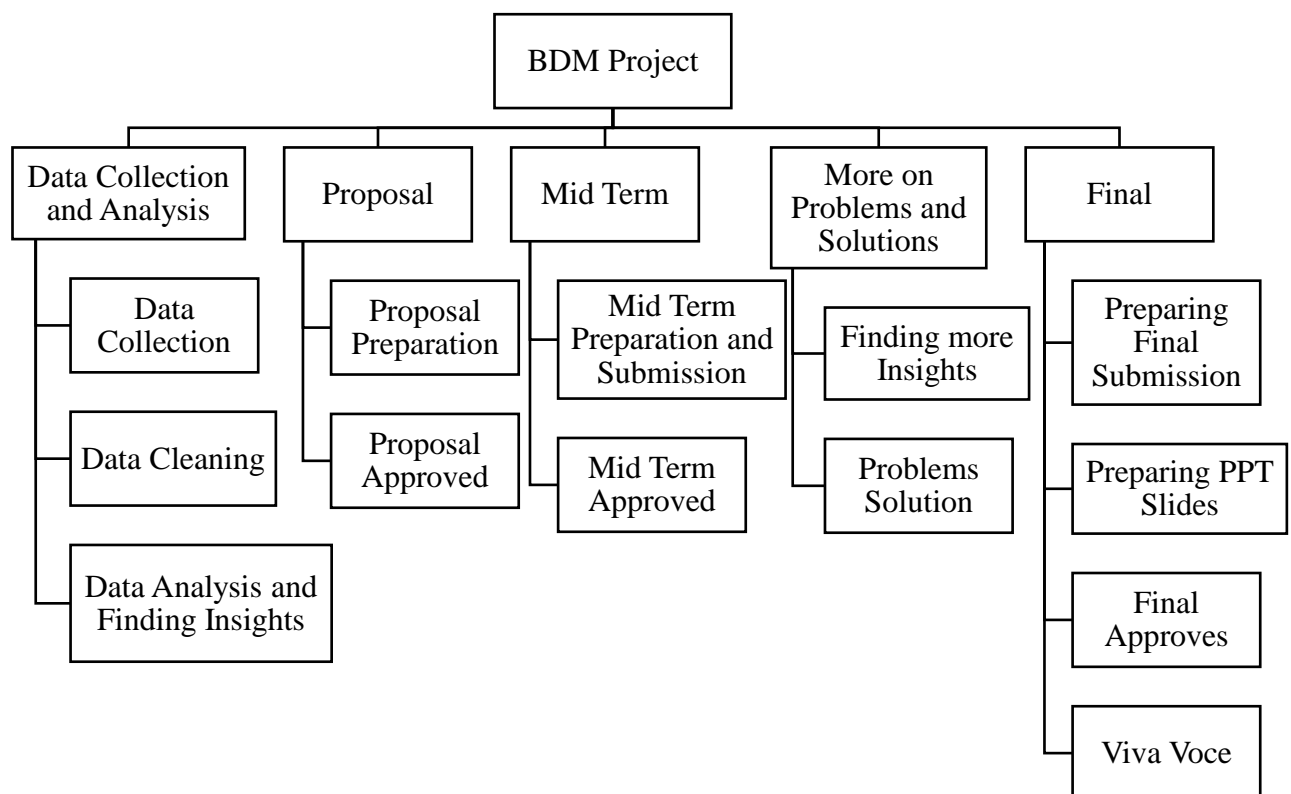 BDM Project
Data Collection
and Analysis
Data
Collection
Data Cleaning
Data Analysis and
Finding Insights
Proposal
Proposal
Preparation
Proposal
Approved
Mid Term
Mid Term
Preparation and
Submission
Mid Term
Approved
More on
Problems and
Solutions
Finding more
Insights
Problems
Solution
Final
Preparing
Final
Submission
Preparing PPT
Slides
Final
Approves
Viva Voce